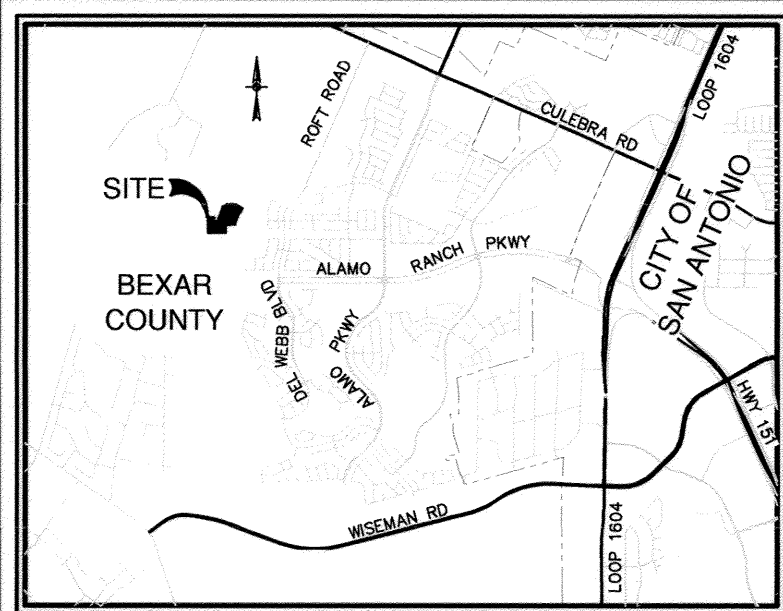 LOOP 1604
ROFT ROAD
CULEBRA RD
SITE
CITY OF
SAN ANTONIO
ALAMO RANCH PKWY
BEXAR
COUNTY
DEL WEBB BLVD
ALAMO PKWY
HWY 151
WISEMAN RD
LOOP 1604